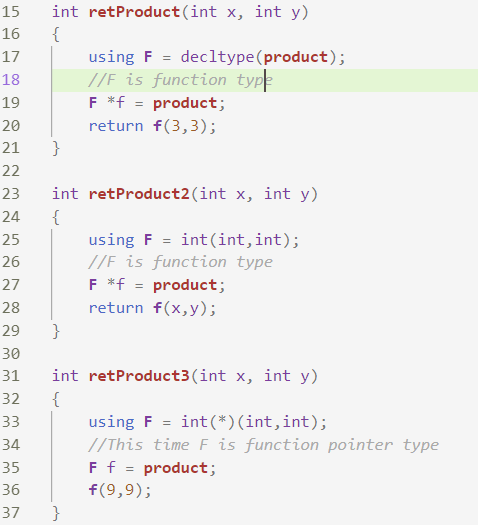 15 int retProduct(int x, int y)
16 {
17     using F = decltype(product);
18     //F is function type
19     F *f = product;
20     return f(3,3);
21 }
22
23 int retProduct2(int x, int y)
24 {
25     using F = int(int,int);
26     //F is function type
27     F *f = product;
28     return f(x,y);
29 }
30
31 int retProduct3(int x, int y)
32 {
33     using F = int(*)(int,int);
34     //This time F is function pointer type
35     F f = product;
36     f(9,9);
37 }